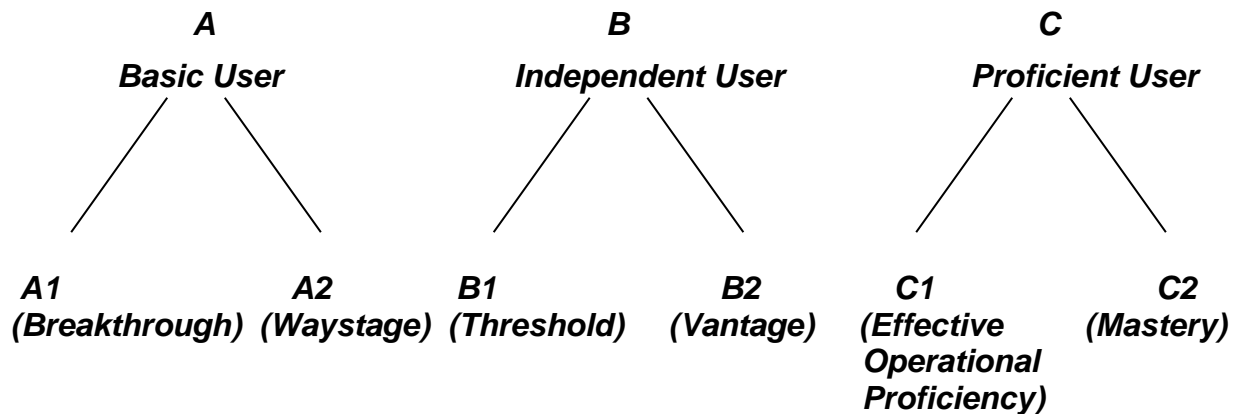 A B C
Basic User Independent User Proficient User
A1 A2 B1 B2 C1 C2
(Breakthrough) (Waystage) (Threshold) (Vantage) (Effective (Mastery)
Operational
Proficiency)